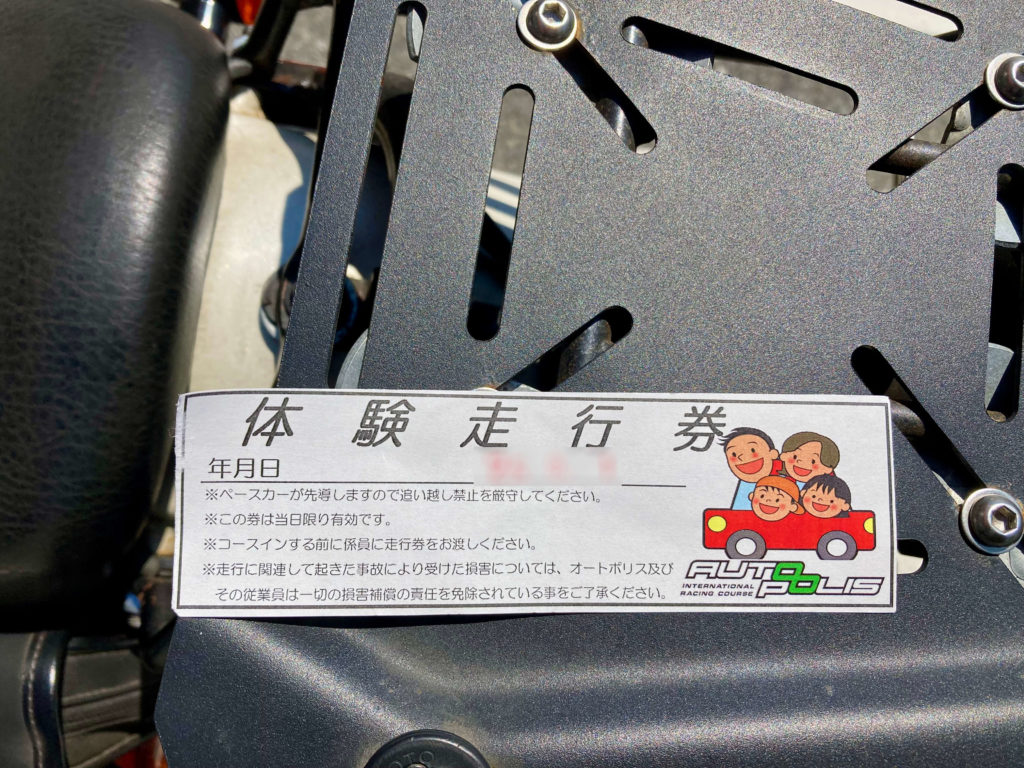 体験走行券
年月日
※ペースカーが先導しますので追い越し禁止を厳守してください。
※この券は当日限り有効です。
※コースインする前に係員に走行券をお渡しください。
※走行に関連して起きた事故により受けた損害については、オートポリス及び
その従業員は一切の損害補償の責任を免除されている事をご了承ください。
AUTOPOLIS
INTERNATIONAL
RACING COURSE